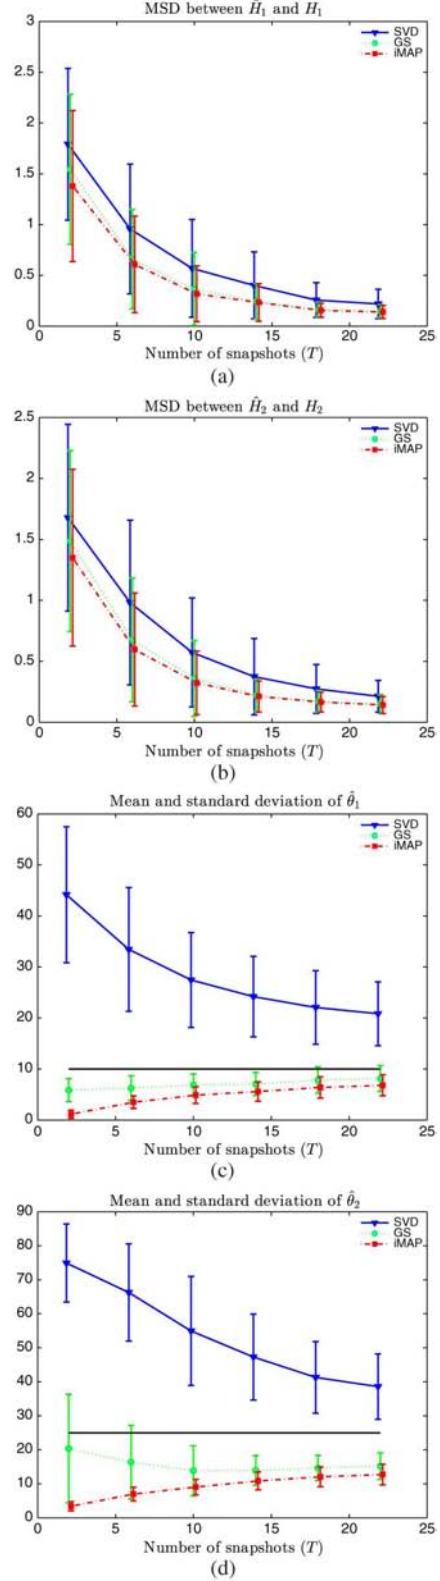 MSD between Ĥ₁ and H₁
3
2.5
2
1.5
1
0.5
0
0 5 10 15 20 25
SVD
GS
iMAP
Number of snapshots (T)
(a)
MSD between Ĥ₂ and H₂
2.5
2
1.5
1
0.5
0
0 5 10 15 20 25
SVD
GS
iMAP
Number of snapshots (T)
(b)
Mean and standard deviation of θ̂₁
60
50
40
30
20
10
0
0 5 10 15 20 25
SVD
GS
iMAP
Number of snapshots (T)
(c)
Mean and standard deviation of θ̂₂
90
80
70
60
50
40
30
20
10
0
0 5 10 15 20 25
SVD
GS
iMAP
Number of snapshots (T)
(d)